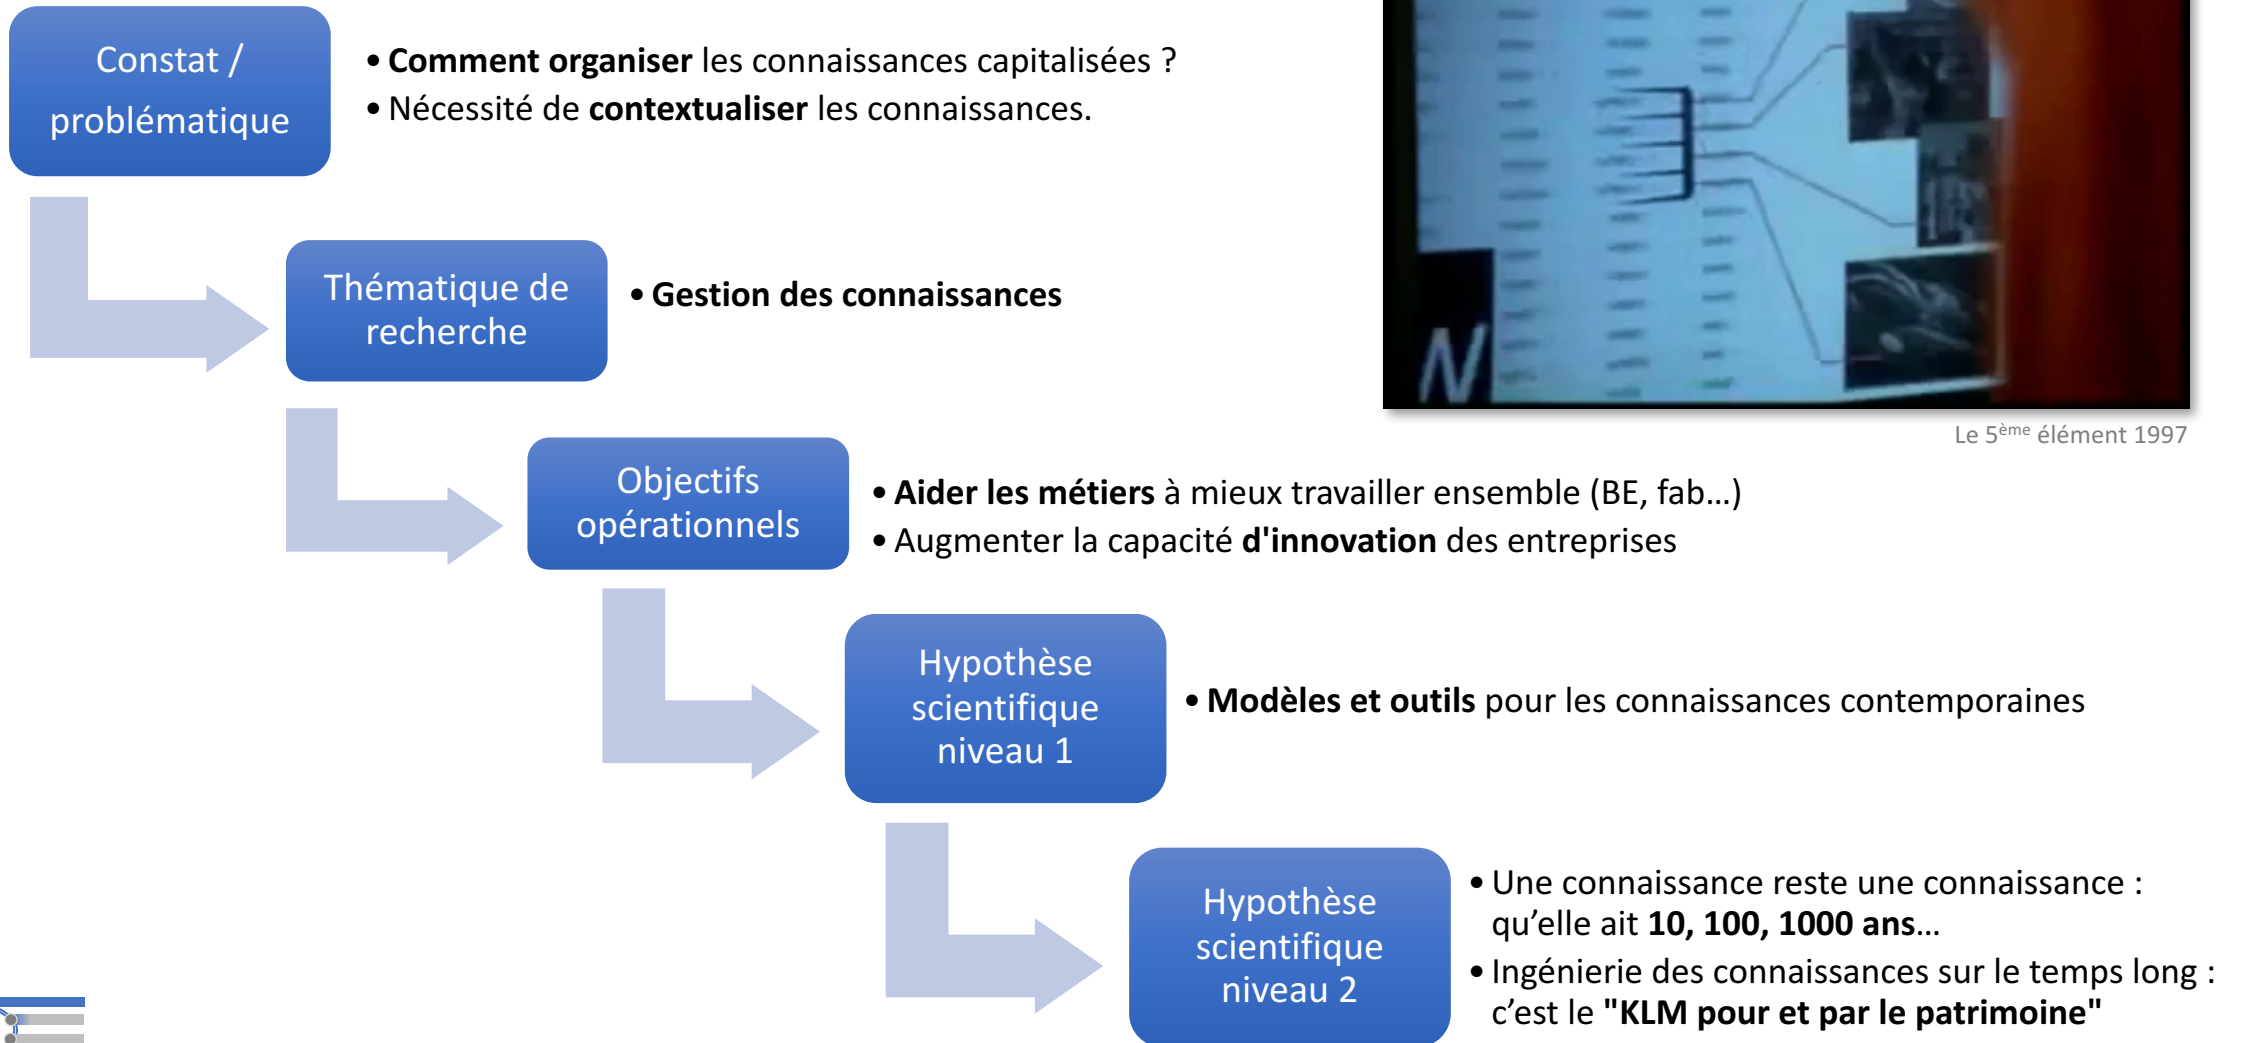 Constat /
problématique
• Comment organiser les connaissances capitalisées ?
• Nécessité de contextualiser les connaissances.
Thématique de
recherche
• Gestion des connaissances
N
Le 5ème élément 1997
Objectifs
opérationnels
• Aider les métiers à mieux travailler ensemble (BE, fab…)
• Augmenter la capacité d'innovation des entreprises
Hypothèse
scientifique
niveau 1
• Modèles et outils pour les connaissances contemporaines
Hypothèse
scientifique
niveau 2
• Une connaissance reste une connaissance :
qu’elle ait 10, 100, 1000 ans…
• Ingénierie des connaissances sur le temps long :
c’est le "KLM pour et par le patrimoine"